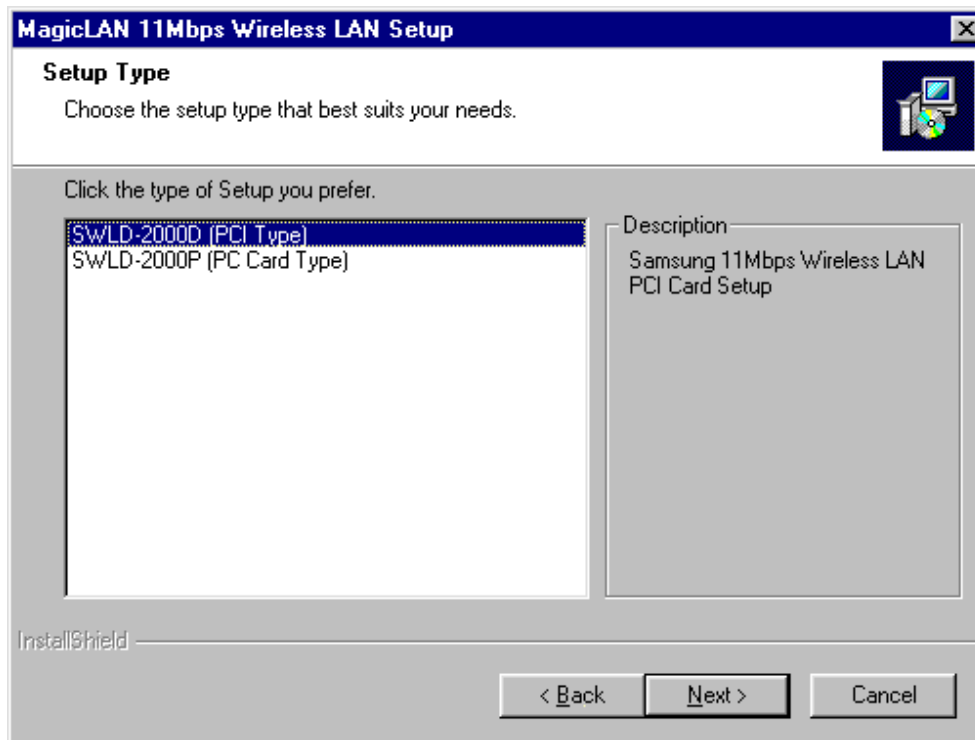 MagicLAN 11Mbps Wireless LAN Setup
Setup Type
Choose the setup type that best suits your needs.
Click the type of Setup you prefer.
SWLD-2000D (PCI Type)
SWLD-2000P (PC Card Type)
Description
Samsung 11Mbps Wireless LAN
PCI Card Setup
InstallShield
< Back
Next >
Cancel